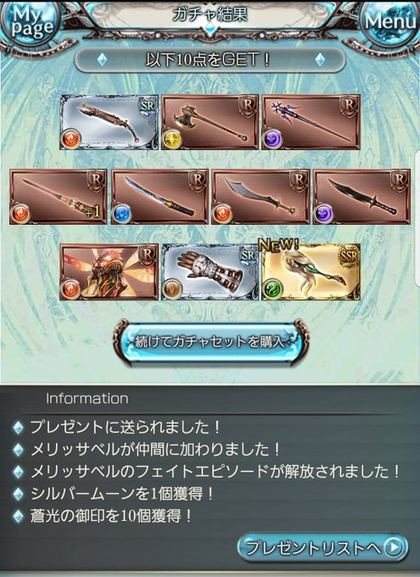 My page
ガチャ結果
Menu
以下10点をGET！
SR
R
R
R
+1
R
R
R
R
SR
NEW!
SSR
続けてガチャセットを購入
Information
プレゼントに送られました！
メリッサベルが仲間に加わりました！
メリッサベルのフェイトエピソードが解放されました！
シルバームーンを1個獲得！
蒼光の御印を10個獲得！
プレゼントリストへ